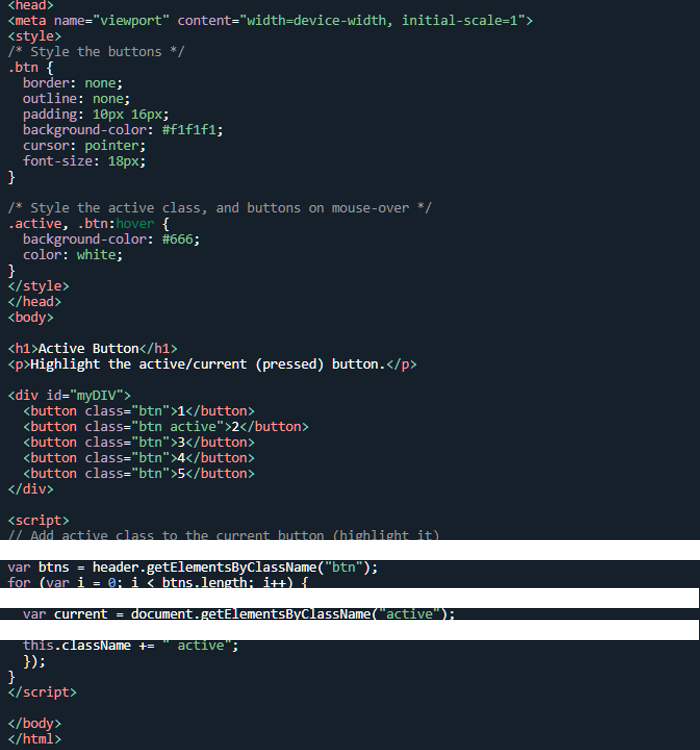 <head>
<meta name="viewport" content="width=device-width, initial-scale=1">
<style>
/* Style the buttons */
.btn {
  border: none;
  outline: none;
  padding: 10px 16px;
  background-color: #f1f1f1;
  cursor: pointer;
  font-size: 18px;
}

/* Style the active class, and buttons on mouse-over */
.active, .btn:hover {
  background-color: #666;
  color: white;
}
</style>
</head>
<body>

<h1>Active Button</h1>
<p>Highlight the active/current (pressed) button.</p>

<div id="myDIV">
  <button class="btn">1</button>
  <button class="btn active">2</button>
  <button class="btn">3</button>
  <button class="btn">4</button>
  <button class="btn">5</button>
</div>

<script>
// Add active class to the current button (highlight it)
var btns = header.getElementsByClassName("btn");
for (var i = 0; i < btns.length; i++) {
  var current = document.getElementsByClassName("active");
  this.className += " active";
  });
}
</script>

</body>
</html>